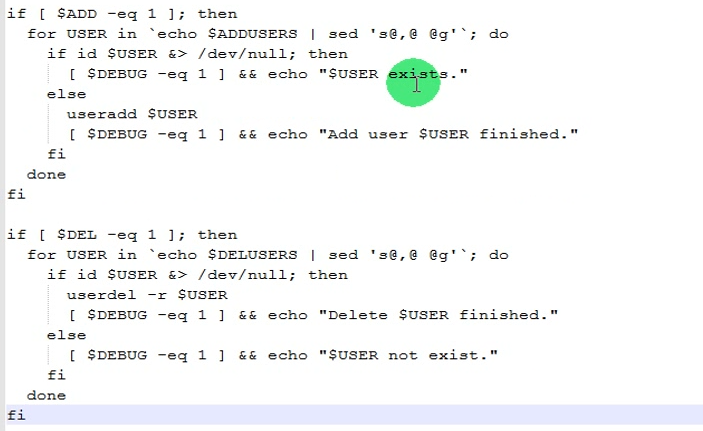 if [ $ADD -eq 1 ]; then
  for USER in `echo $ADDUSERS | sed 's@,@ @g'`; do
    if id $USER &> /dev/null; then
      [ $DEBUG -eq 1 ] && echo "$USER exists."
    else
      useradd $USER
      [ $DEBUG -eq 1 ] && echo "Add user $USER finished."
    fi
  done
fi

if [ $DEL -eq 1 ]; then
  for USER in `echo $DELUSERS | sed 's@,@ @g'`; do
    if id $USER &> /dev/null; then
      userdel -r $USER
      [ $DEBUG -eq 1 ] && echo "Delete $USER finished."
    else
      [ $DEBUG -eq 1 ] && echo "$USER not exist."
    fi
  done
fi